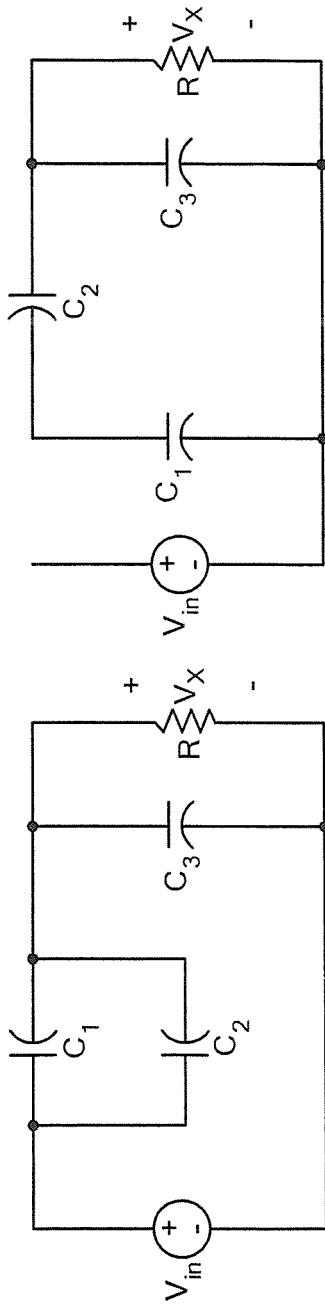 V_in
+
-
C_1
C_2
C_3
R
+
V_X
-
V_in
+
-
C_1
C_2
C_3
R
+
V_X
-